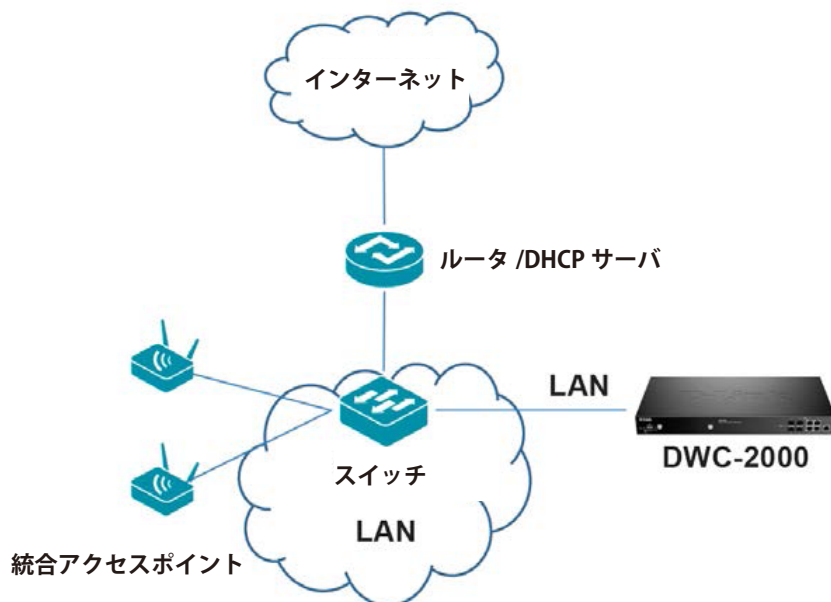 インターネット
ルータ /DHCP サーバ
LAN
DWC-2000
スイッチ
LAN
統合アクセスポイント